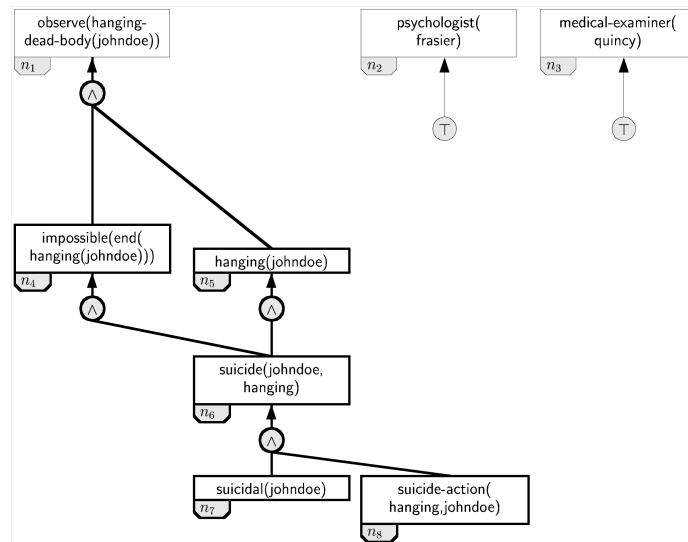 observe(hanging-
dead-body(johndoe))
n1
psychologist(
frasier)
n2
medical-examiner(
quincy)
n3
∧
⊤
⊤
impossible(end(
hanging(johndoe)))
n4
hanging(johndoe)
n5
∧
∧
suicide(johndoe,
hanging)
n6
∧
suicidal(johndoe)
n7
suicide-action(
hanging,johndoe)
n8